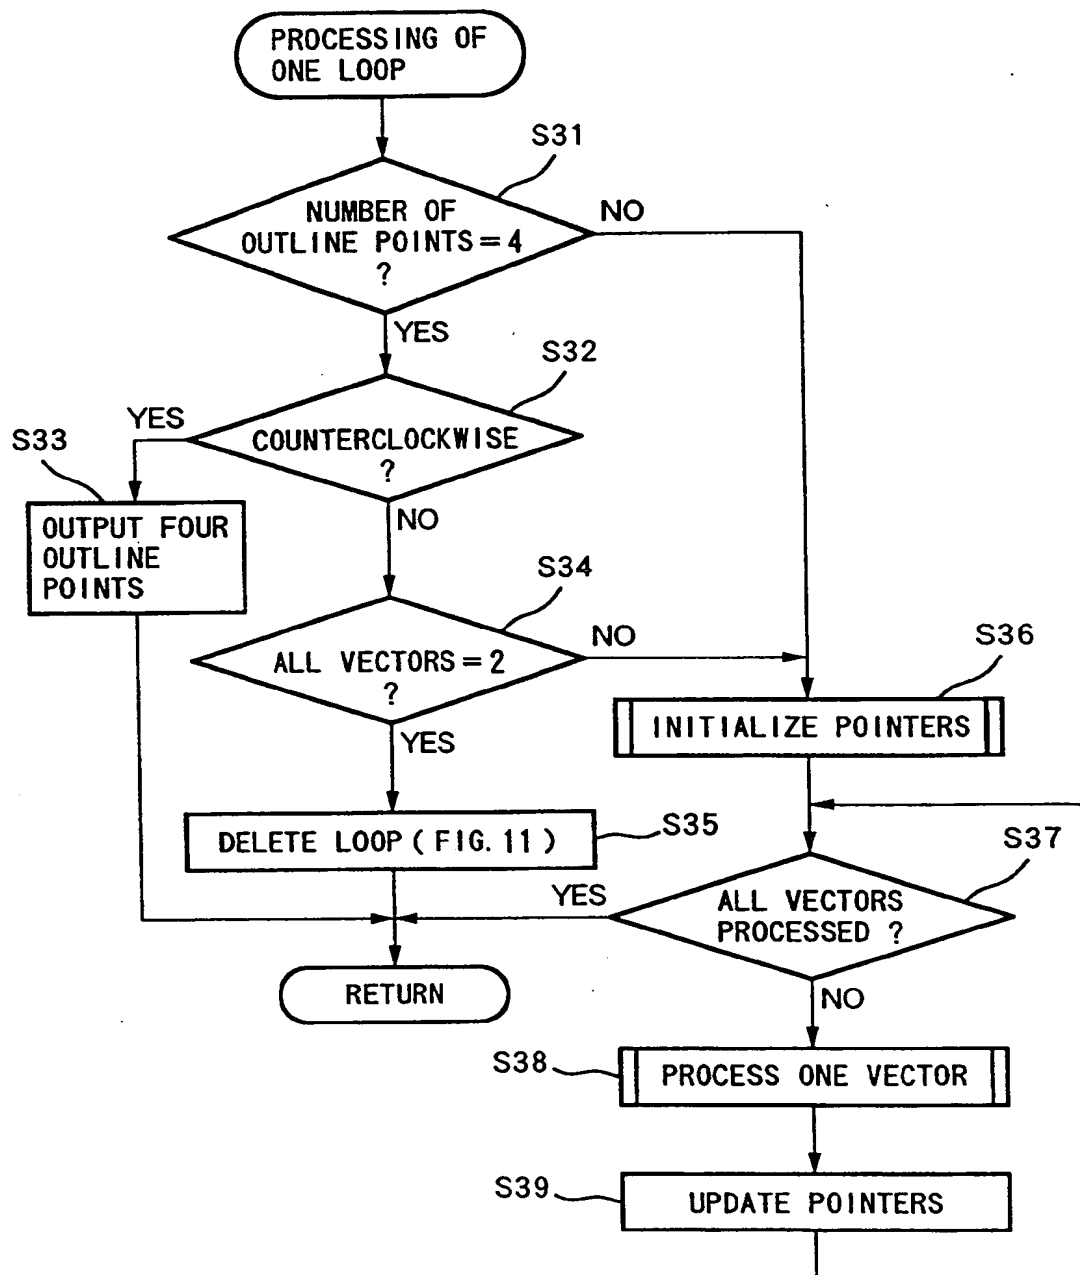 PROCESSING OF
ONE LOOP
S31
NUMBER OF
OUTLINE POINTS=4
?
NO
YES
S32
COUNTERCLOCKWISE
?
YES
S33
OUTPUT FOUR
OUTLINE
POINTS
NO
S34
ALL VECTORS=2
?
NO
YES
S36
INITIALIZE POINTERS
DELETE LOOP (FIG. 11)
S35
S37
ALL VECTORS
PROCESSED ?
YES
RETURN
NO
S38
PROCESS ONE VECTOR
S39
UPDATE POINTERS